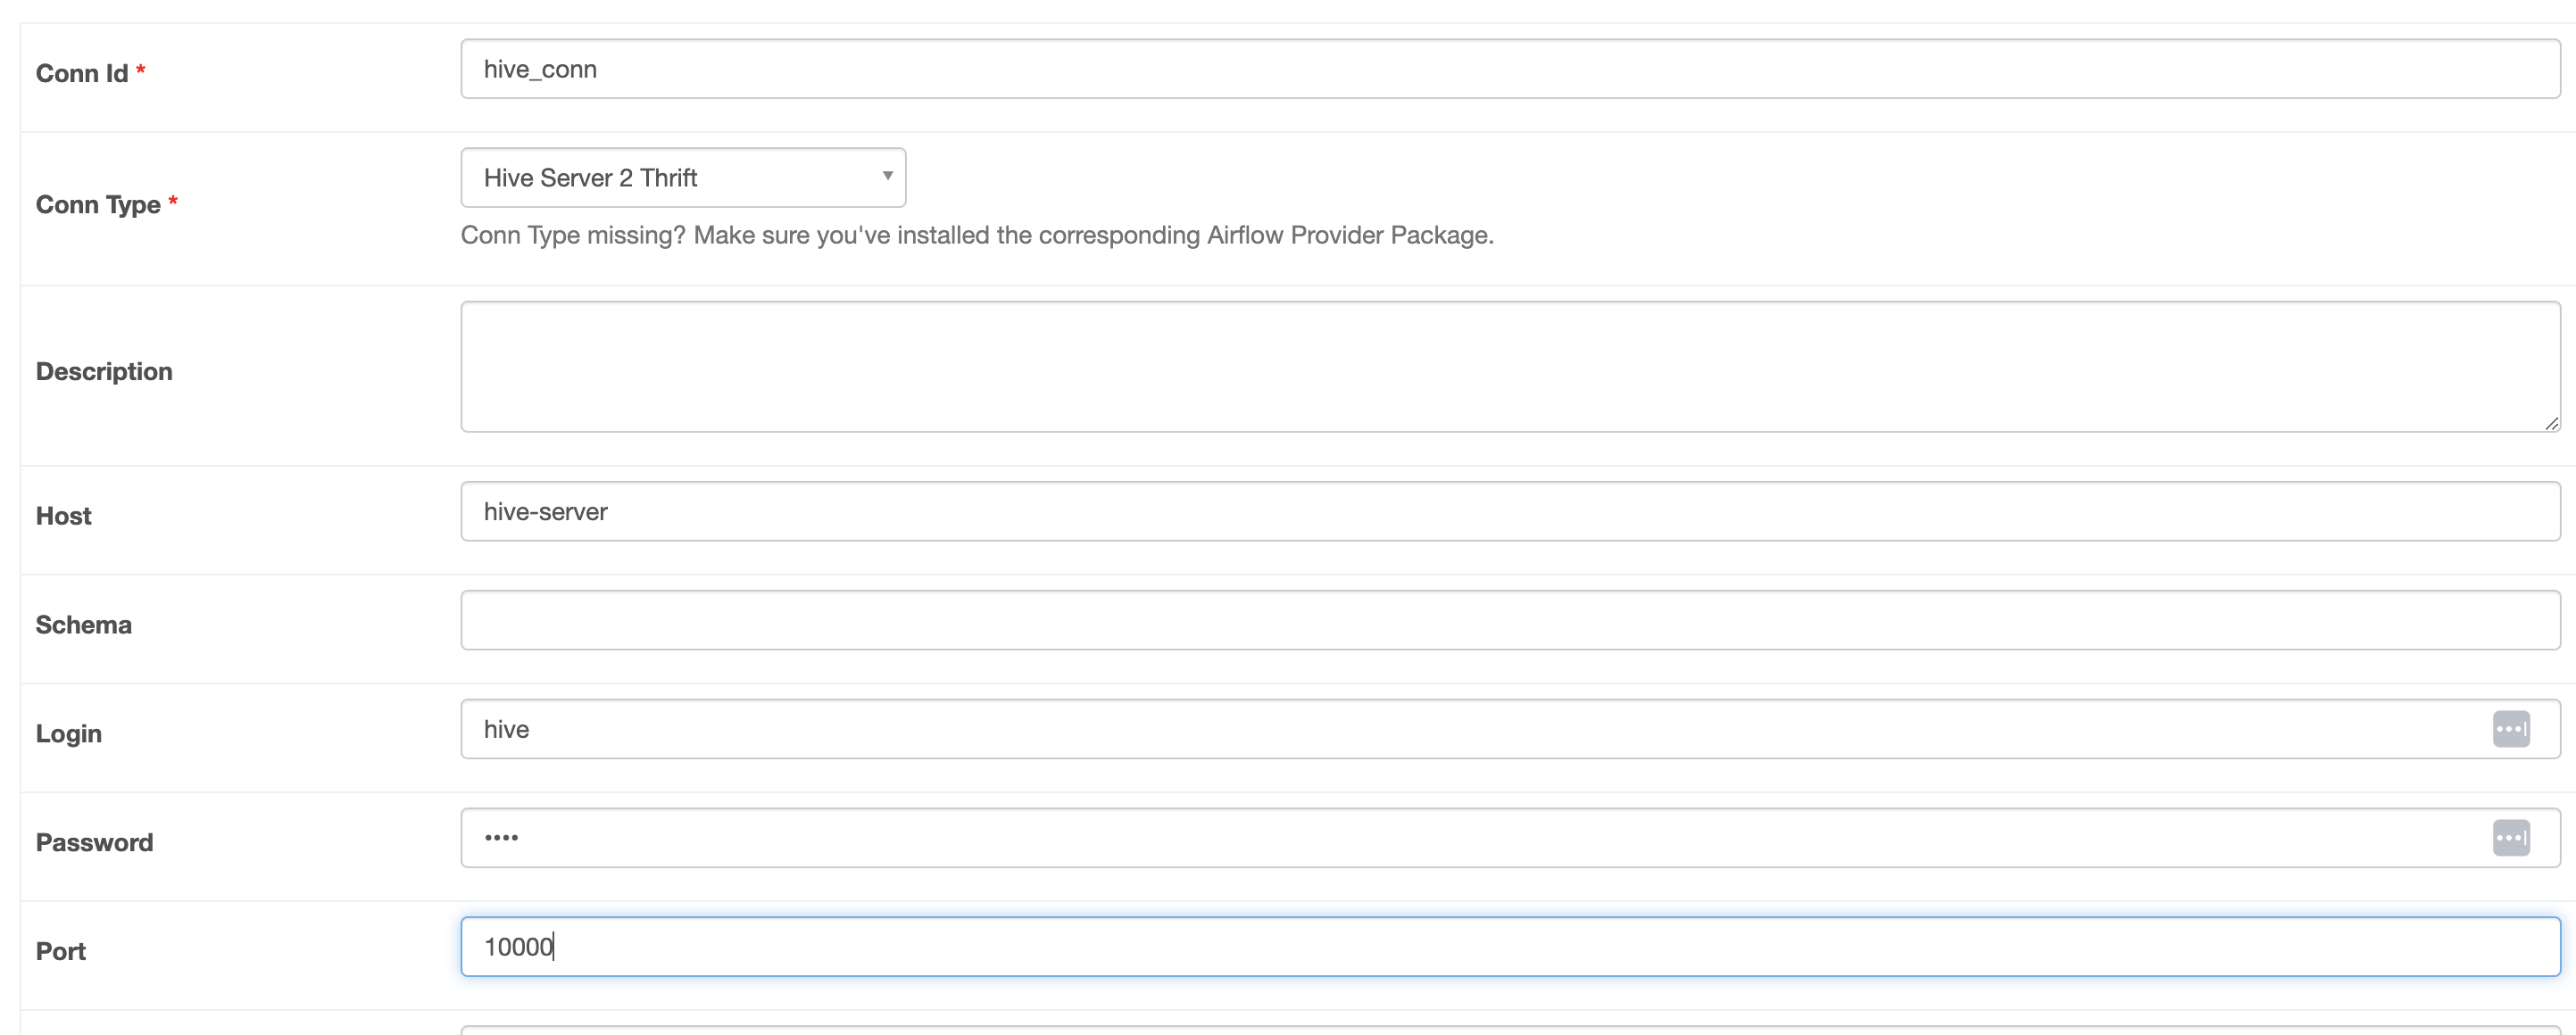 Conn Id *
hive_conn
Conn Type *
Hive Server 2 Thrift
Conn Type missing? Make sure you've installed the corresponding Airflow Provider Package.
Description
Host
hive-server
Schema
Login
hive
Password
••••
Port
10000